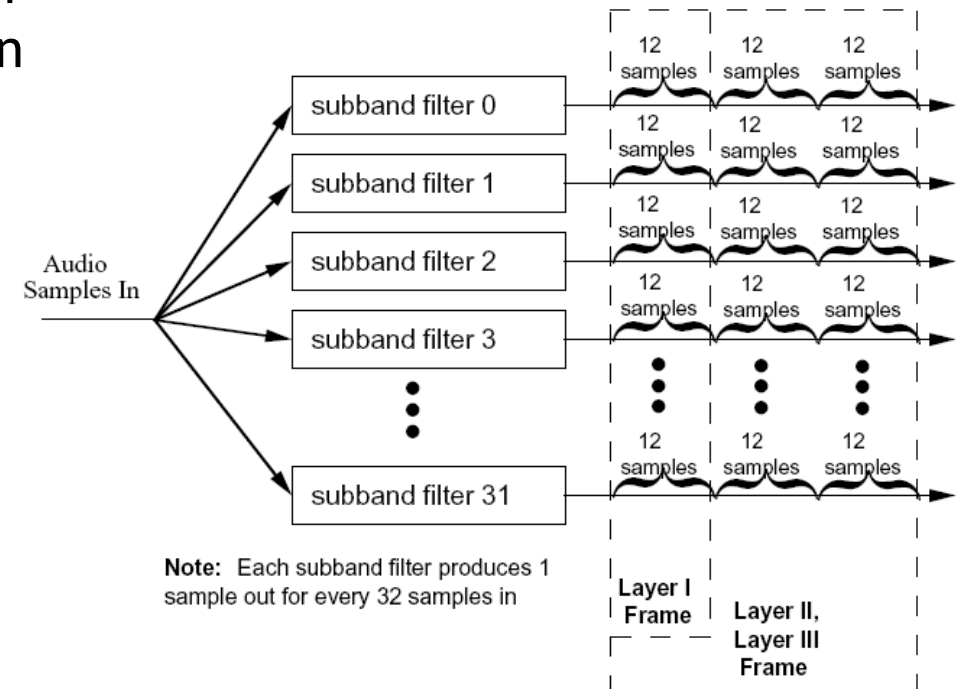 n
12 12 12
samples samples samples
subband filter 0
12 12 12
samples samples samples
subband filter 1
12 12 12
samples samples samples
subband filter 2
Audio
Samples In
12 12 12
samples samples samples
subband filter 3
12 12 12
samples samples samples
subband filter 31
Note: Each subband filter produces 1
sample out for every 32 samples in
Layer I
Frame
Layer II,
Layer III
Frame